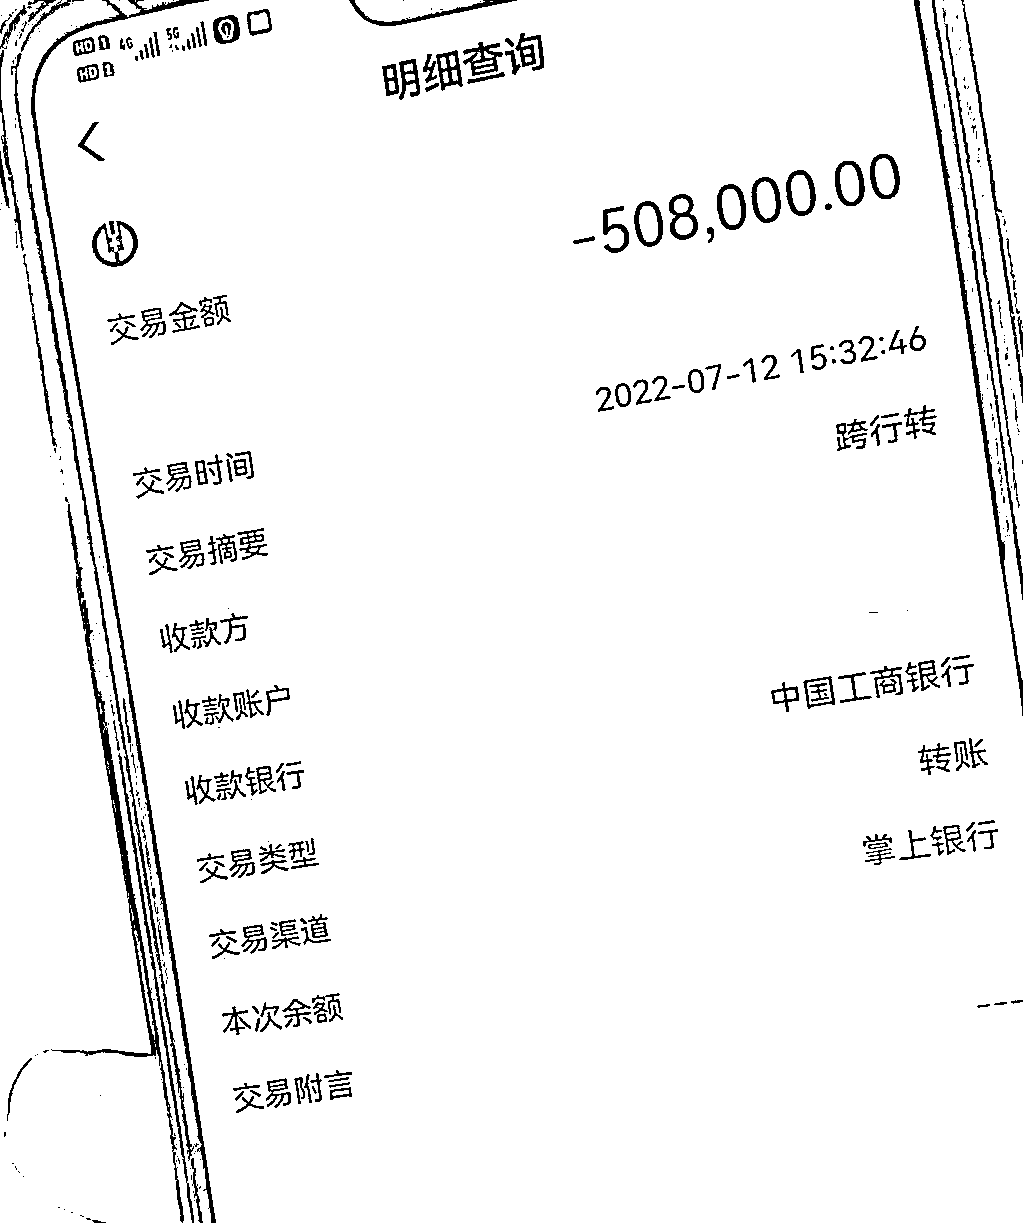 HD 1 4G 5G
HD 2
明细查询
-508,000.00
交易金额
交易时间 2022-07-12 15:32:46
交易摘要 跨行转
收款方
收款账户
收款银行 中国工商银行
交易类型 转账
交易渠道 掌上银行
本次余额
交易附言 ---